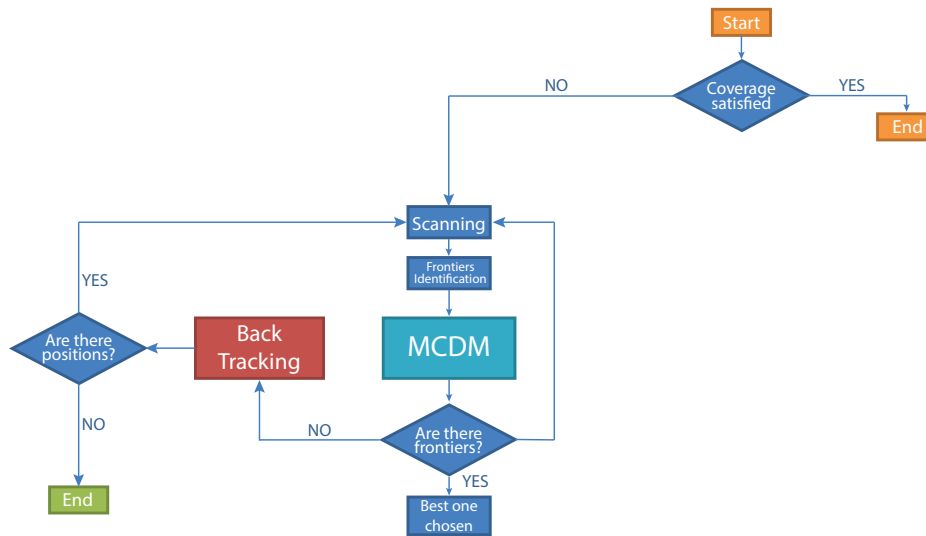 Start
Coverage
satisfied
NO
YES
End
Scanning
Frontiers
Identification
YES
Are there
positions?
Back
Tracking
MCDM
NO
NO
Are there
frontiers?
YES
End
Best one
chosen